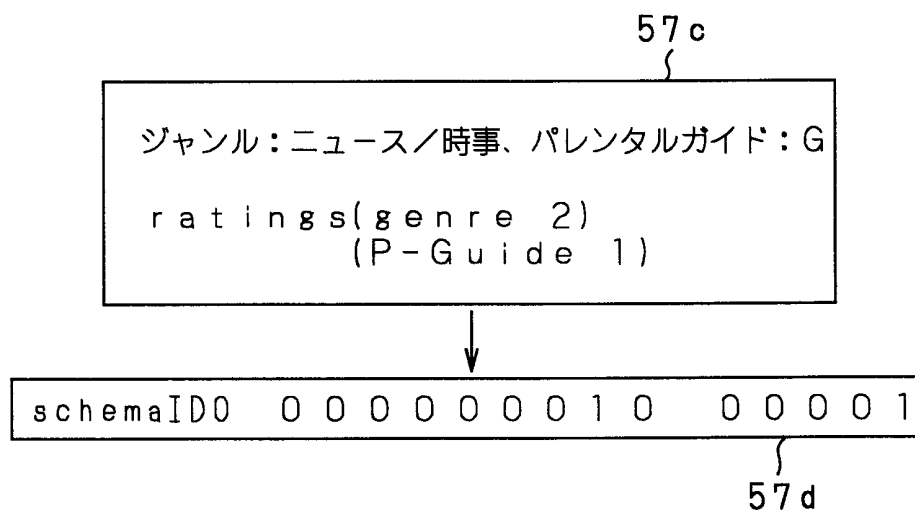 57c
ジャンル：ニュース／時事、パレンタルガイド：G
ratings(genre 2)
(P-Guide 1)
schemaID0 000000010 00001
57d